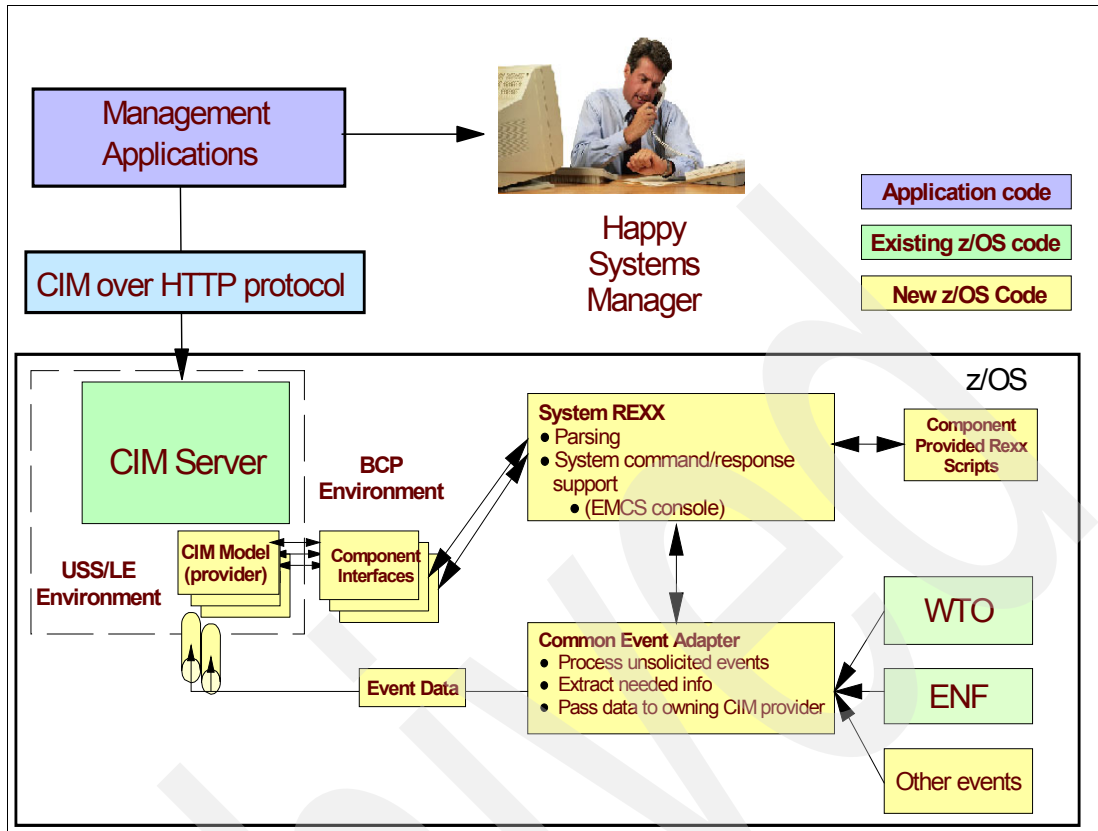 Management
Applications
Happy
Systems
Manager
Application code
Existing z/OS code
New z/OS Code
CIM over HTTP protocol
z/OS
CIM Server
BCP
Environment
System REXX
● Parsing
● System command/response
support
● (EMCS console)
Component
Provided Rexx
Scripts
CIM Model
(provider)
Component
Interfaces
USS/LE
Environment
Common Event Adapter
● Process unsolicited events
● Extract needed info
● Pass data to owning CIM provider
Event Data
WTO
ENF
Other events